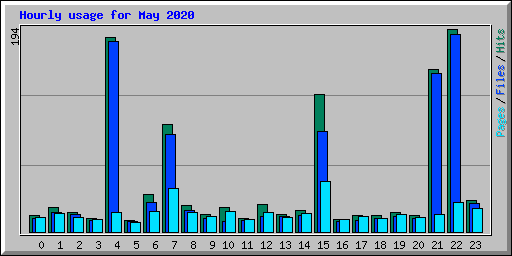 Hourly usage for May 2020
194
Pages/Files/Hits
0 1 2 3 4 5 6 7 8 9 10 11 12 13 14 15 16 17 18 19 20 21 22 23